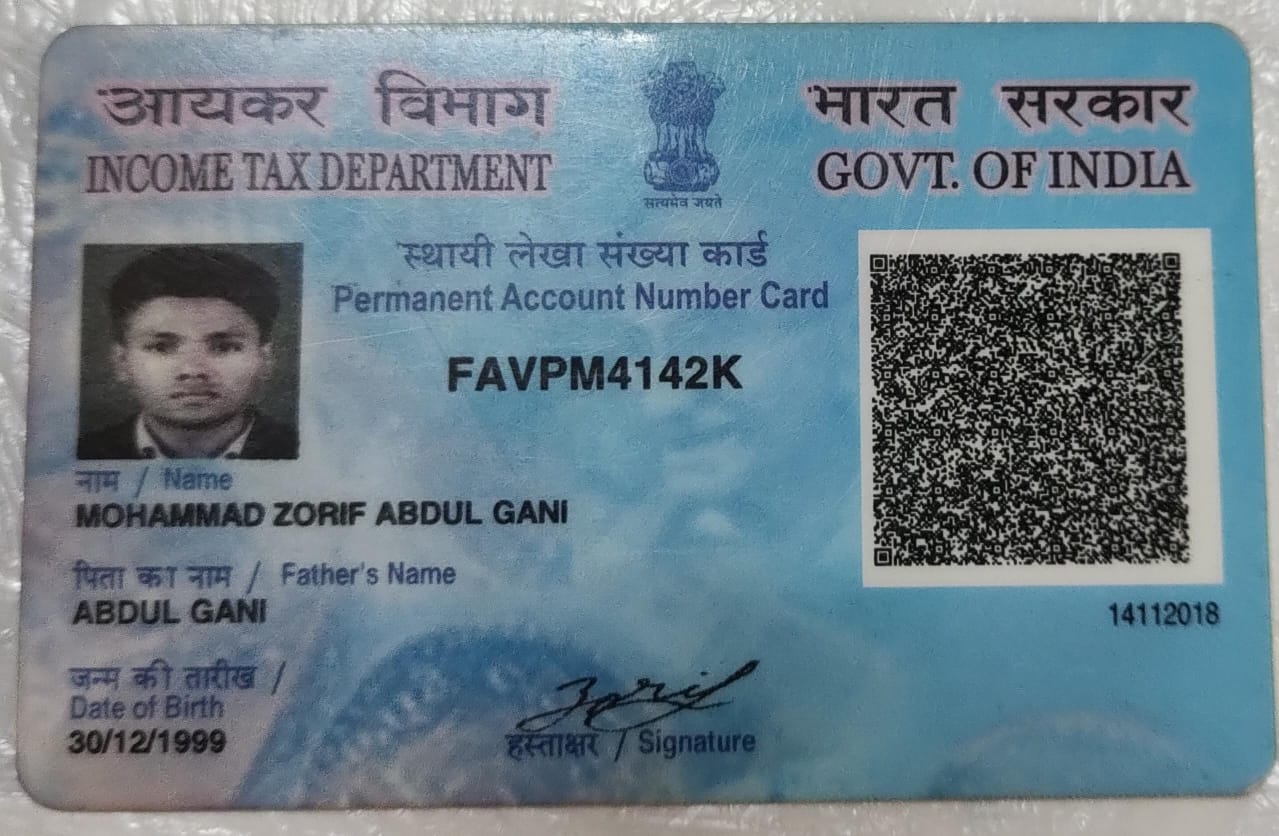 आयकर विभाग
INCOME TAX DEPARTMENT
सत्यमेव जयते
भारत सरकार
GOVT. OF INDIA
स्थायी लेखा संख्या कार्ड
Permanent Account Number Card
FAVPM4142K
नाम / Name
MOHAMMAD ZORIF ABDUL GANI
पिता का नाम / Father's Name
ABDUL GANI
14112018
जन्म की तारीख /
Date of Birth
30/12/1999
Zorif
हस्ताक्षर / Signature